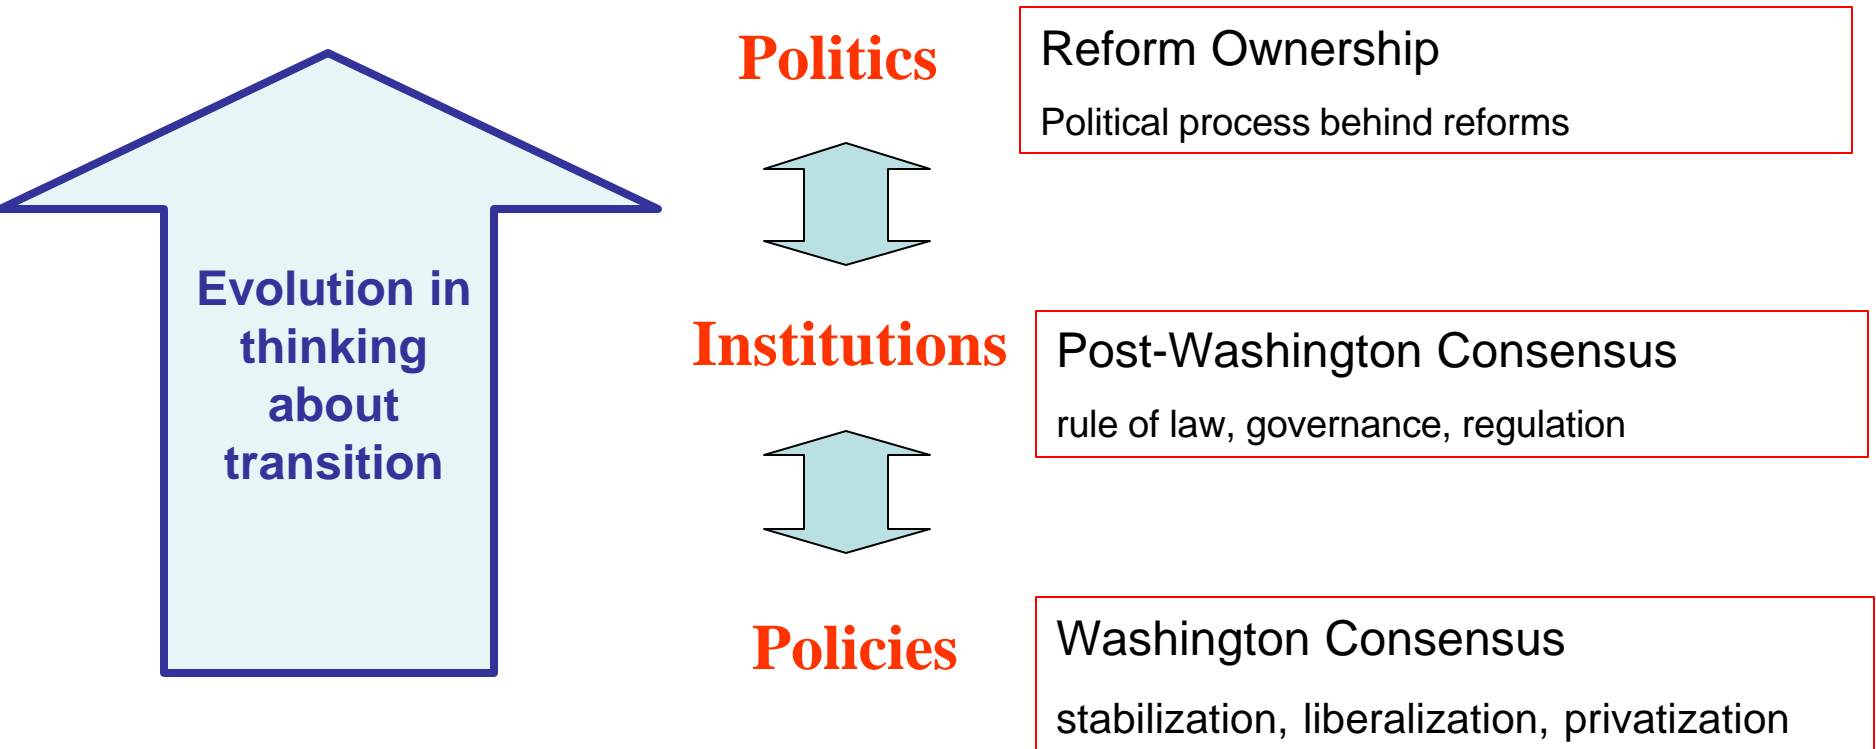 Evolution in
thinking
about
transition
Politics
Reform Ownership
Political process behind reforms
Institutions
Post-Washington Consensus
rule of law, governance, regulation
Policies
Washington Consensus
stabilization, liberalization, privatization